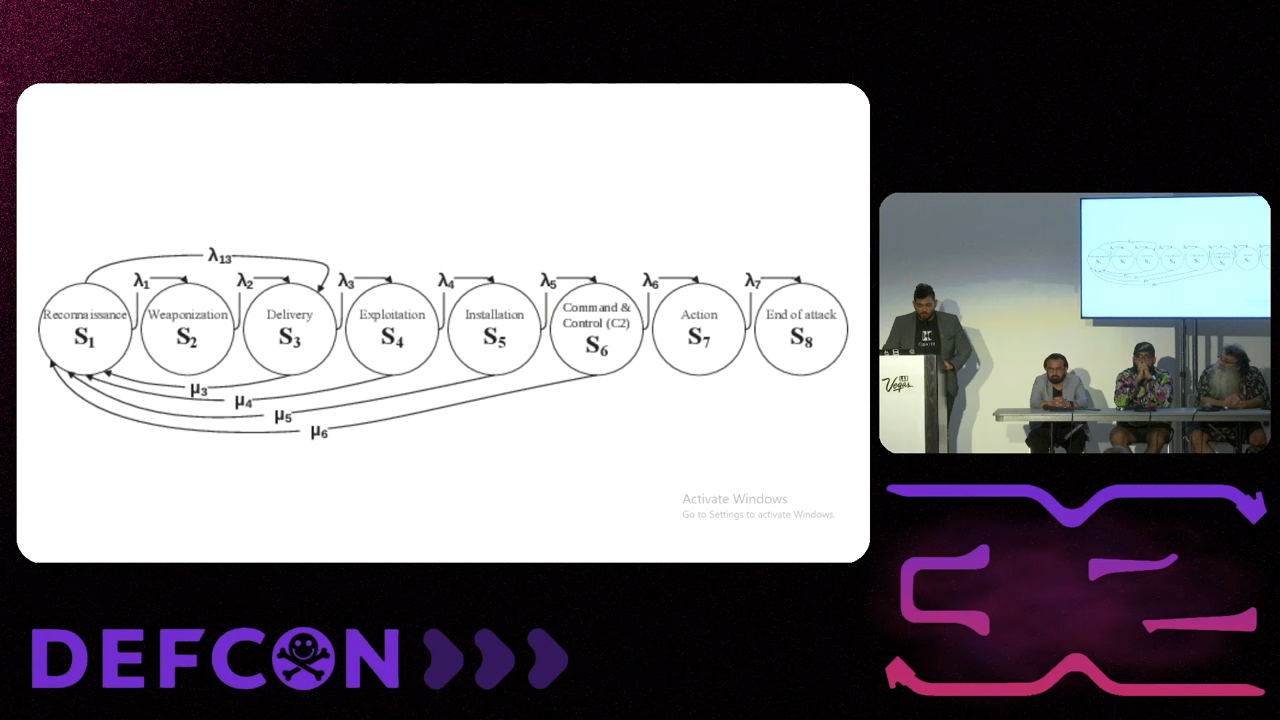 λ13
λ1
λ2
λ3
λ4
λ5
λ6
λ7
Reconnaissance
S1
Weaponization
S2
Delivery
S3
Exploitation
S4
Installation
S5
Command &
Control (C2)
S6
Action
S7
End of attack
S8
μ3
μ4
μ5
μ6
Activate Windows
Go to Settings to activate Windows.
Vegas
DEFCON